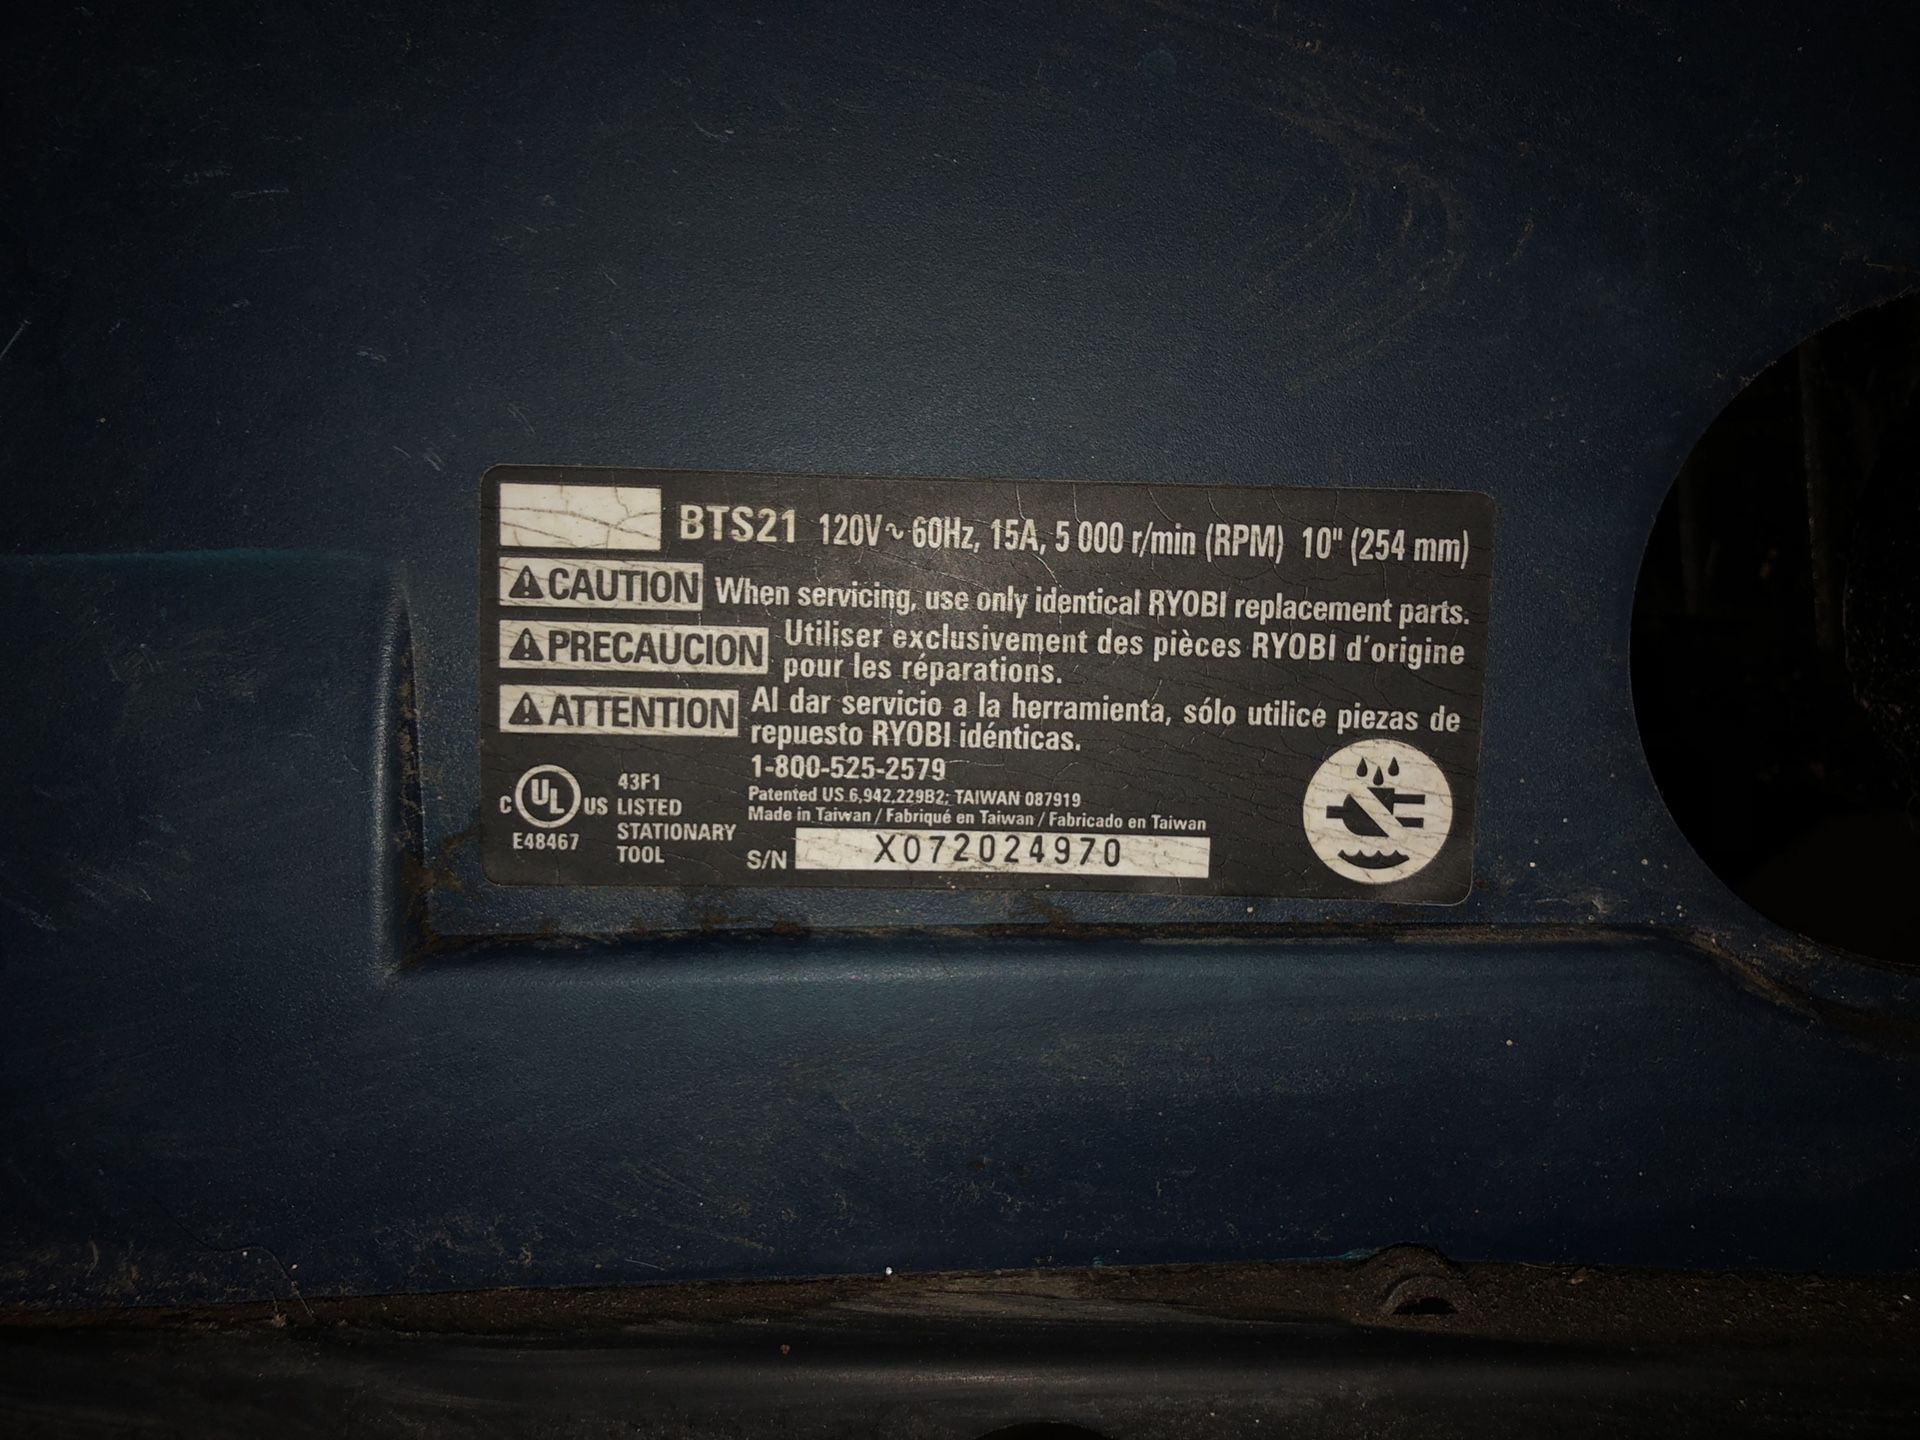 BTS21 120V~ 60Hz, 15A, 5 000 r/min (RPM) 10" (254 mm)
CAUTION When servicing, use only identical RYOBI replacement parts.
PRECAUCION Utiliser exclusivement des pièces RYOBI d'origine
pour les réparations.
ATTENTION Al dar servicio a la herramienta, sólo utilice piezas de
repuesto RYOBI idénticas.
1-800-525-2579
Patented US 6,942,229B2; TAIWAN 087919
Made in Taiwan / Fabriqué en Taiwan / Fabricado en Taiwan
S/N X072024970
C UL US
E48467
43F1
LISTED
STATIONARY
TOOL